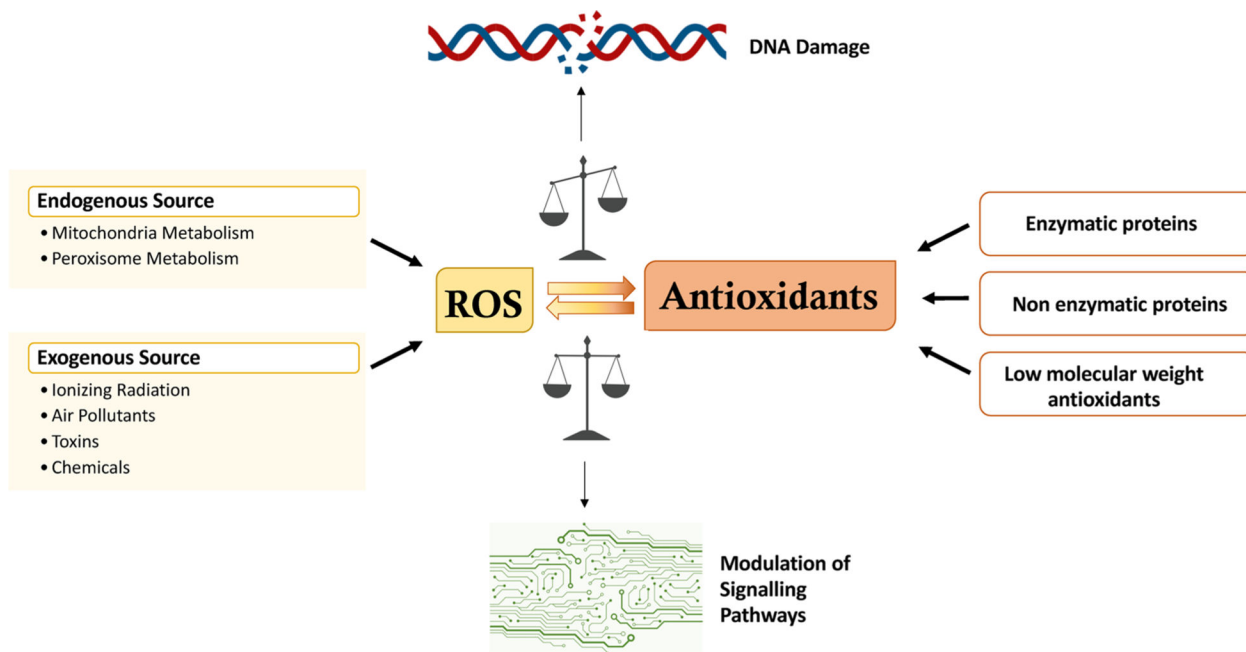 DNA Damage
Endogenous Source
• Mitochondria Metabolism
• Peroxisome Metabolism
Exogenous Source
• Ionizing Radiation
• Air Pollutants
• Toxins
• Chemicals
ROS
Antioxidants
Enzymatic proteins
Non enzymatic proteins
Low molecular weight
antioxidants
Modulation of
Signalling
Pathways